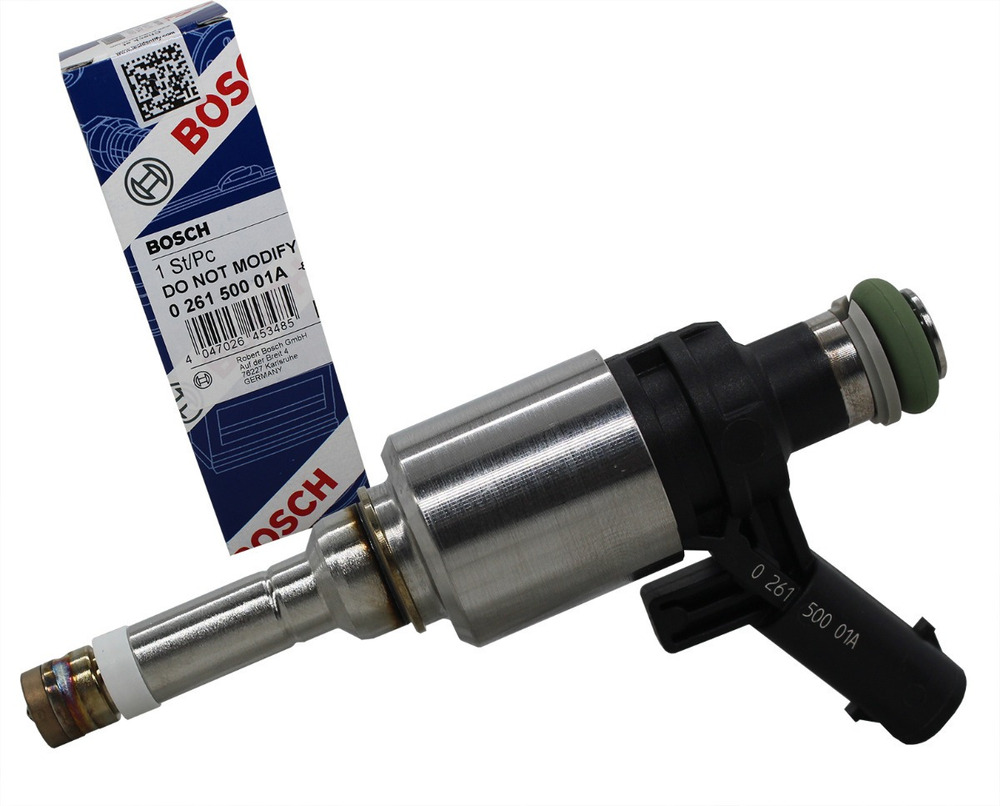 BOSCH
BOSCH
1 St/Pc
DO NOT MODIFY
0 261 500 01A
4 047026 453485
Robert Bosch GmbH
Auf der Breit 4
76227 Karlsruhe
GERMANY
BOSCH
0 261 500 01A